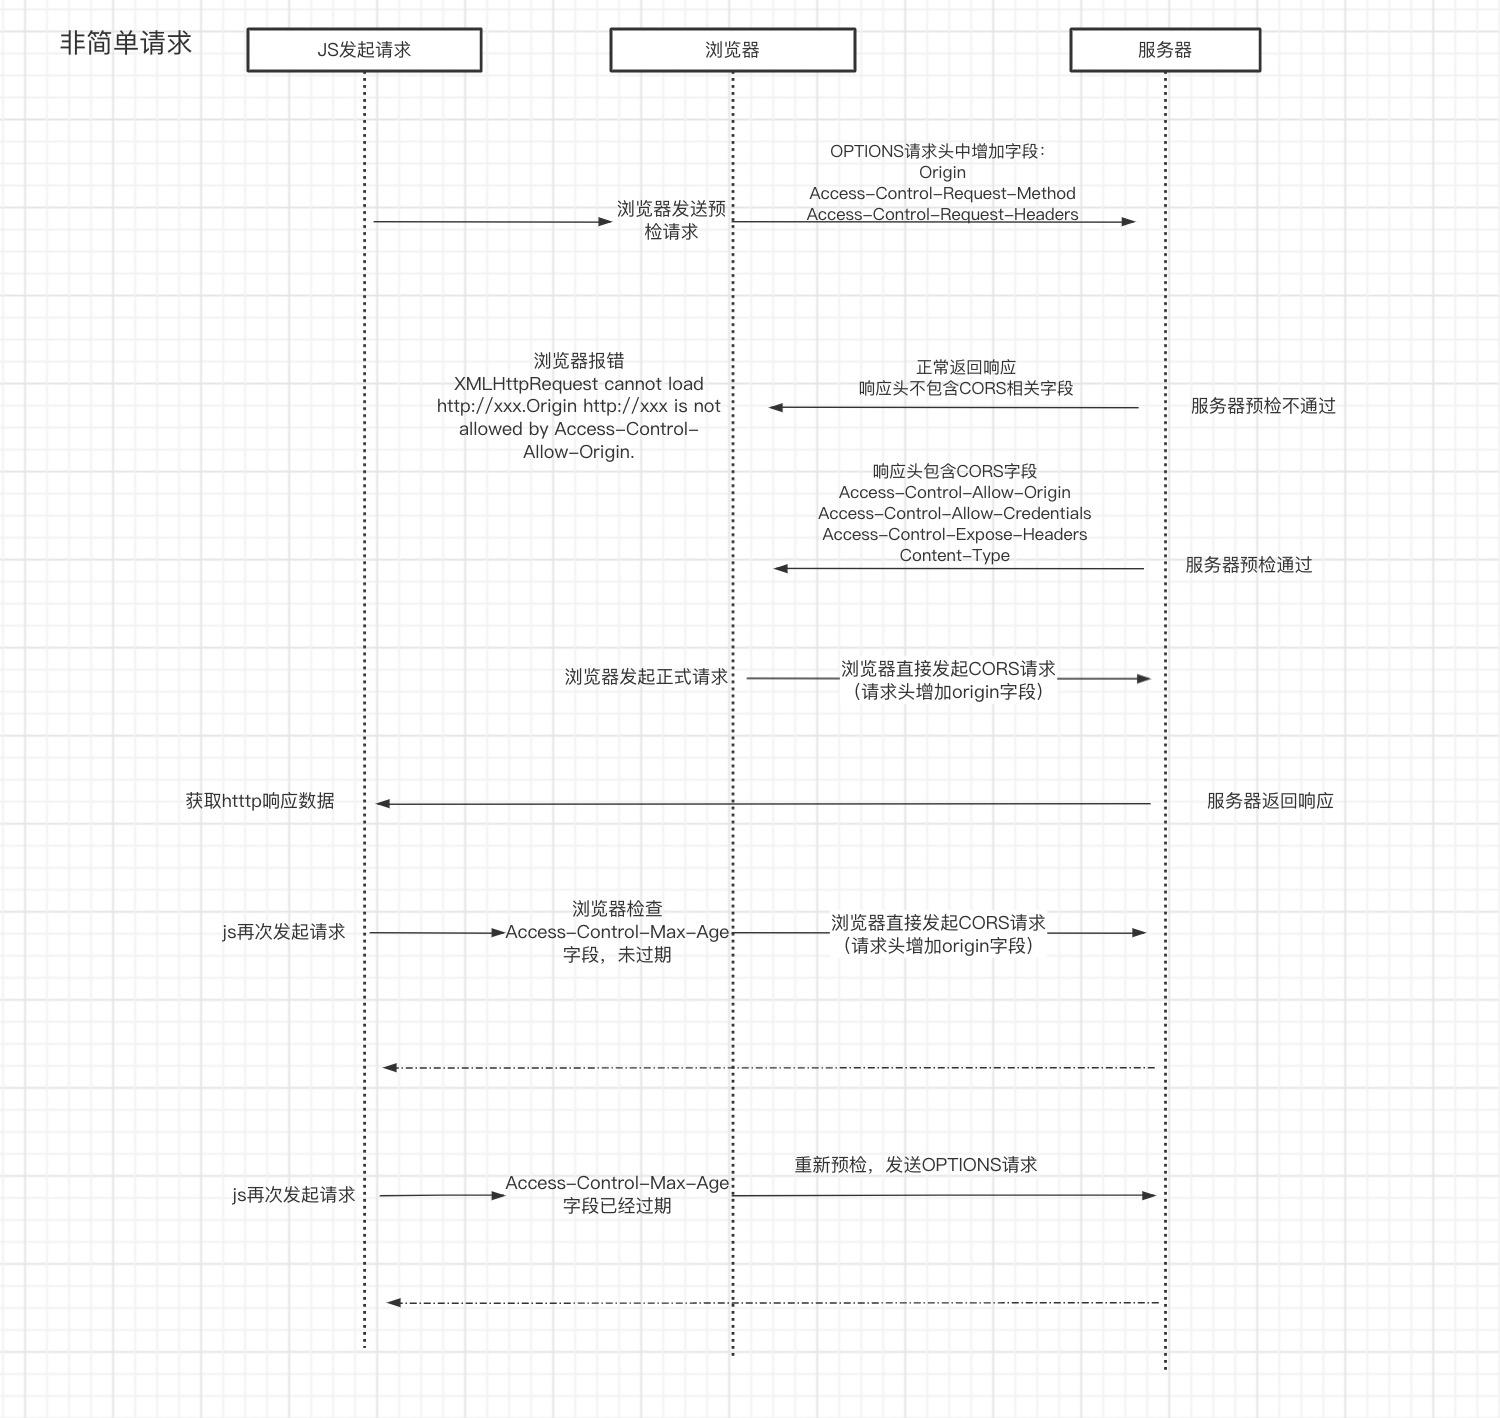 非简单请求
JS发起请求
浏览器
服务器
OPTIONS请求头中增加字段：
Origin
Access-Control-Request-Method
Access-Control-Request-Headers
浏览器发送预
检请求
浏览器报错
XMLHttpRequest cannot load
http://xxx.Origin http://xxx is not
allowed by Access-Control-
Allow-Origin.
正常返回响应
响应头不包含CORS相关字段
服务器预检不通过
响应头包含CORS字段
Access-Control-Allow-Origin
Access-Control-Allow-Credentials
Access-Control-Expose-Headers
Content-Type
服务器预检通过
浏览器发起正式请求
浏览器直接发起CORS请求
（请求头增加origin字段）
获取htttp响应数据
服务器返回响应
js再次发起请求
浏览器检查
Access-Control-Max-Age
字段，未过期
浏览器直接发起CORS请求
（请求头增加origin字段）
js再次发起请求
Access-Control-Max-Age
字段已经过期
重新预检，发送OPTIONS请求